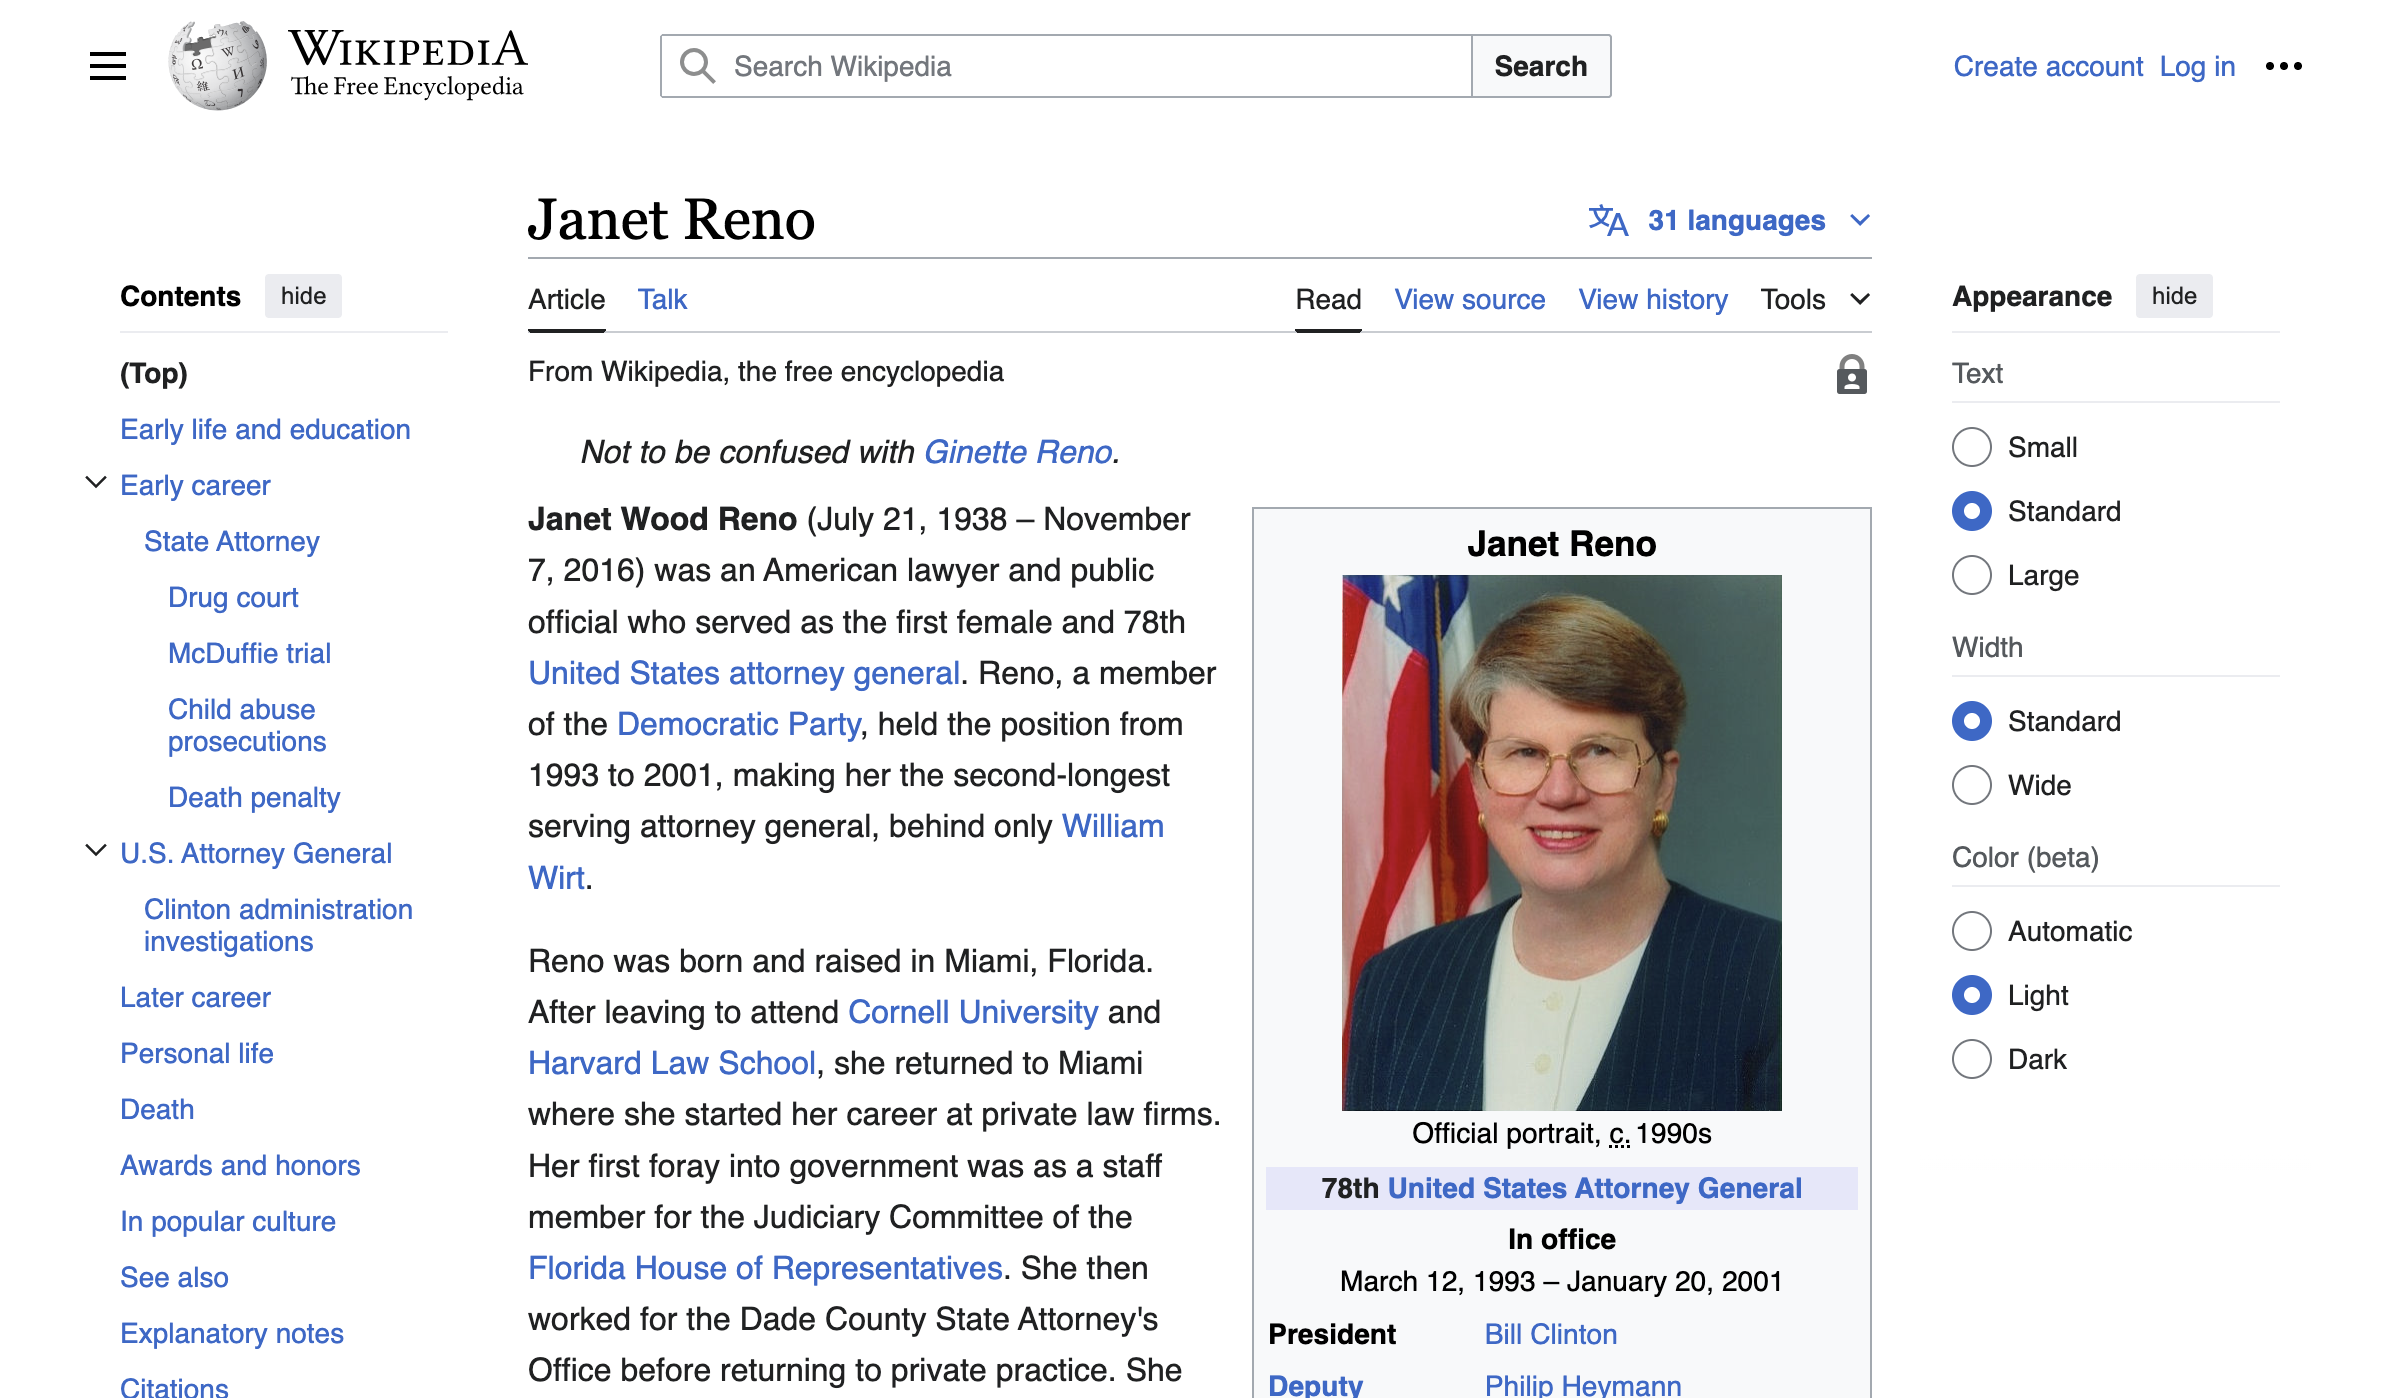 WIKIPEDIA
The Free Encyclopedia
Search Wikipedia
Search
Create account Log in
Janet Reno
31 languages
Contents hide
(Top)
Early life and education
Early career
State Attorney
Drug court
McDuffie trial
Child abuse
prosecutions
Death penalty
U.S. Attorney General
Clinton administration
investigations
Later career
Personal life
Death
Awards and honors
In popular culture
See also
Explanatory notes
Citations
Article Talk
Read View source View history Tools
From Wikipedia, the free encyclopedia
Not to be confused with Ginette Reno.
Janet Wood Reno (July 21, 1938 – November
7, 2016) was an American lawyer and public
official who served as the first female and 78th
United States attorney general. Reno, a member
of the Democratic Party, held the position from
1993 to 2001, making her the second-longest
serving attorney general, behind only William
Wirt.
Reno was born and raised in Miami, Florida.
After leaving to attend Cornell University and
Harvard Law School, she returned to Miami
where she started her career at private law firms.
Her first foray into government was as a staff
member for the Judiciary Committee of the
Florida House of Representatives. She then
worked for the Dade County State Attorney's
Office before returning to private practice. She
Janet Reno
Official portrait, c. 1990s
78th United States Attorney General
In office
March 12, 1993 – January 20, 2001
President Bill Clinton
Deputy Philip Heymann
Appearance hide
Text
Small
Standard
Large
Width
Standard
Wide
Color (beta)
Automatic
Light
Dark